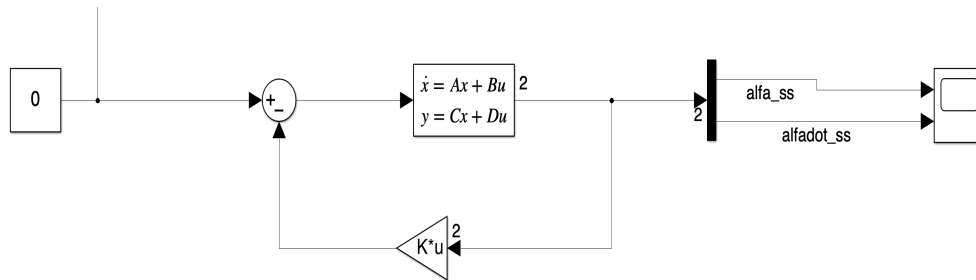 0
+
_
ẋ = Ax + Bu
y = Cx + Du
2
2
alfa_ss
alfadot_ss
K*u
2